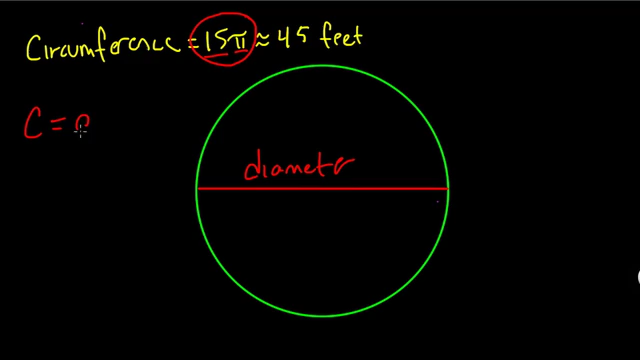 Circumference = 15π ≈ 45 feet
C =
diameter